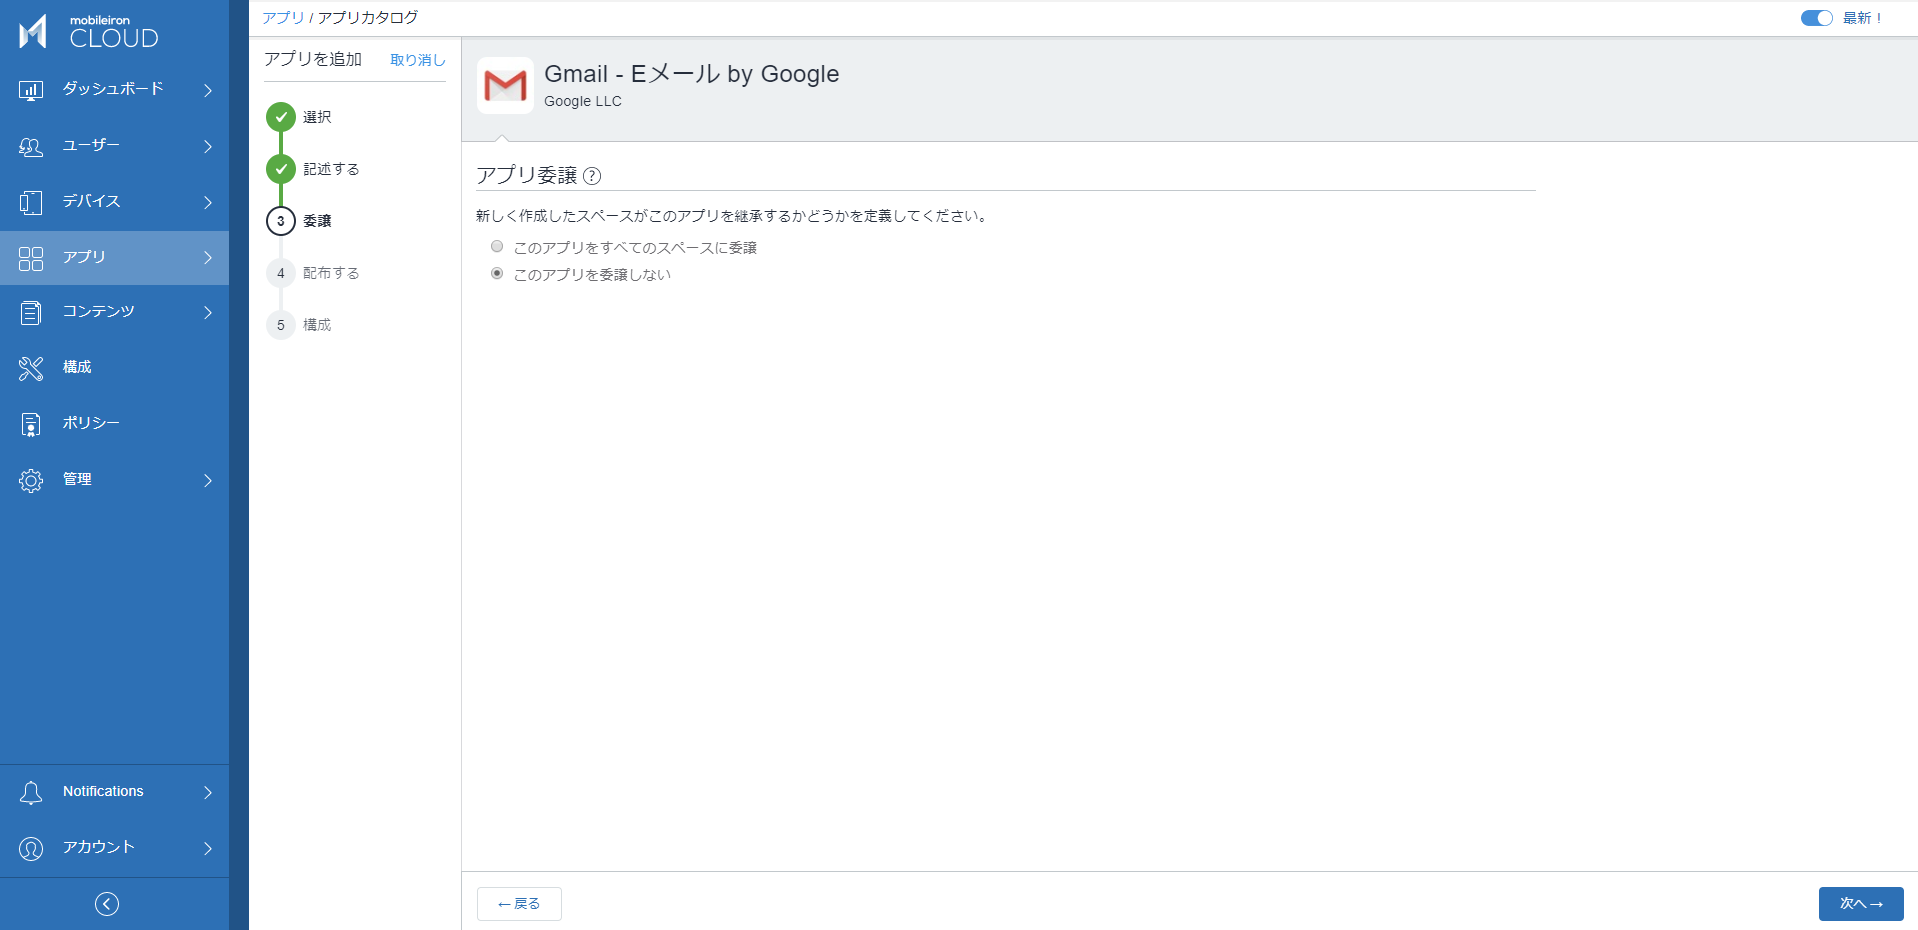 mobileiron
CLOUD
ダッシュボード
ユーザー
デバイス
アプリ
コンテンツ
構成
ポリシー
管理
Notifications
アカウント
アプリ / アプリカタログ
最新！
アプリを追加 取り消し
選択
記述する
3 委譲
4 配布する
5 構成
Gmail - Eメール by Google
Google LLC
アプリ委譲 ?
新しく作成したスペースがこのアプリを継承するかどうかを定義してください。
このアプリをすべてのスペースに委譲
このアプリを委譲しない
←戻る
次へ→